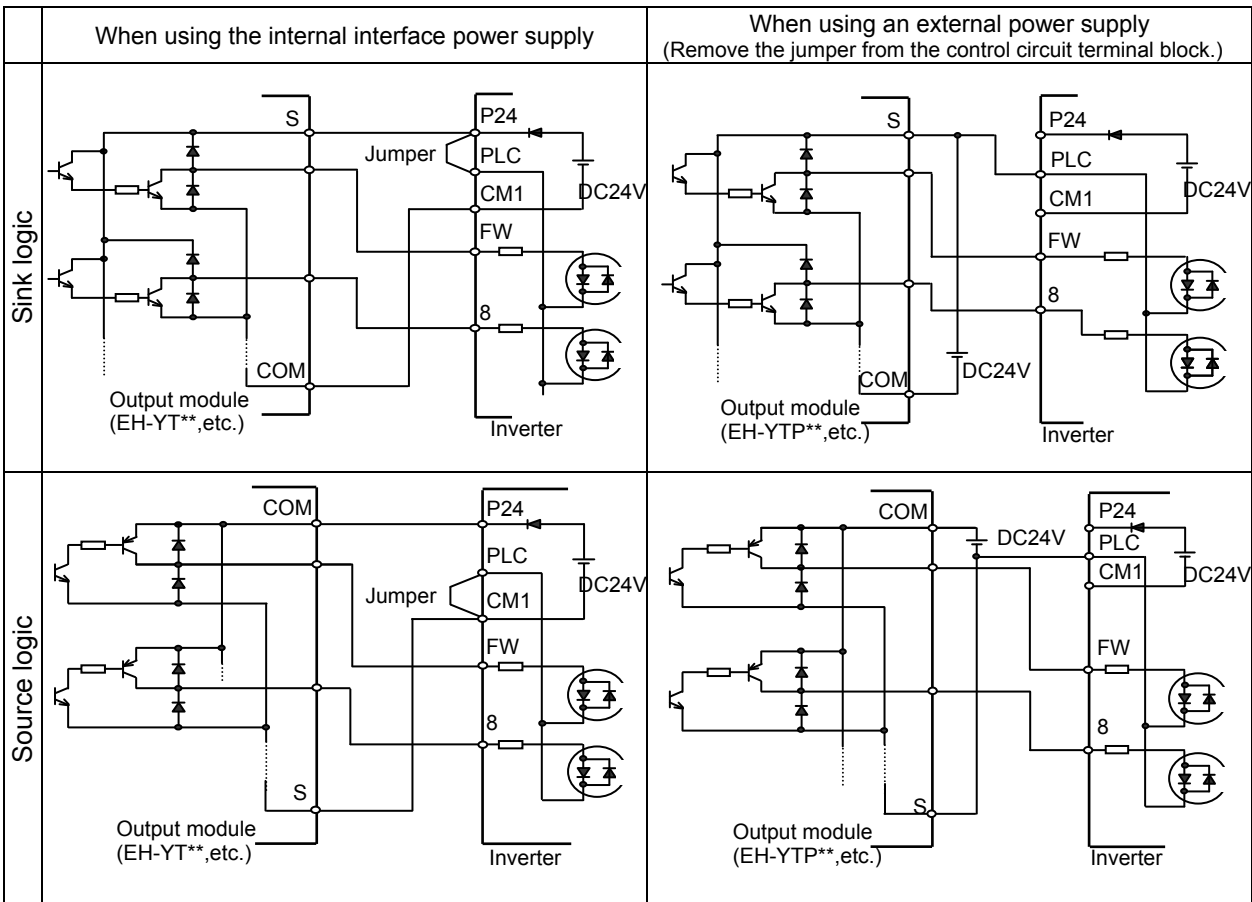 When using the internal interface power supply
When using an external power supply
(Remove the jumper from the control circuit terminal block.)
Sink logic
S
P24
Jumper
PLC
CM1
DC24V
FW
8
COM
Output module
(EH-YT**,etc.)
Inverter
S
P24
PLC
CM1
DC24V
FW
8
DC24V
COM
Output module
(EH-YTP**,etc.)
Inverter
Source logic
COM
P24
PLC
Jumper
CM1
DC24V
FW
8
S
Output module
(EH-YT**,etc.)
Inverter
COM
DC24V
P24
PLC
CM1
DC24V
FW
8
S
Output module
(EH-YTP**,etc.)
Inverter